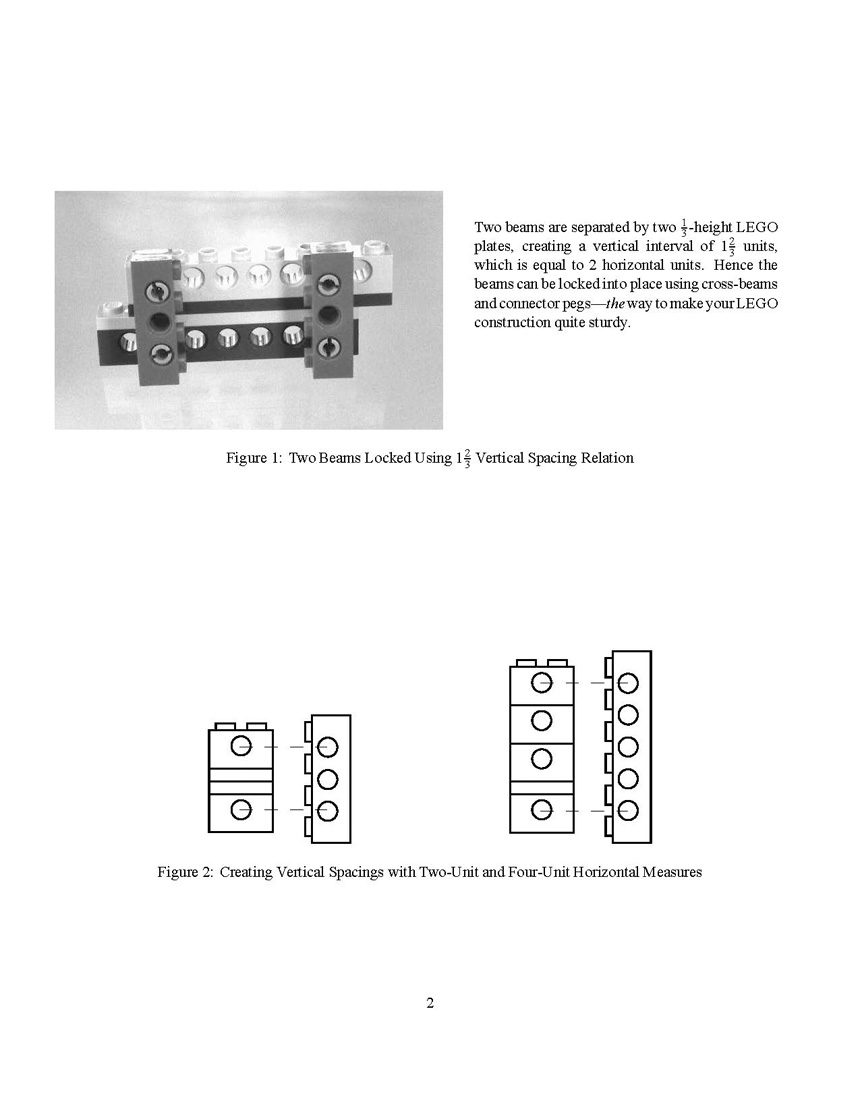 Two beams are separated by two 1/3-height LEGO
plates, creating a vertical interval of 1 2/3 units,
which is equal to 2 horizontal units. Hence the
beams can be locked into place using cross-beams
and connector pegs—the way to make your LEGO
construction quite sturdy.
Figure 1: Two Beams Locked Using 1 2/3 Vertical Spacing Relation
Figure 2: Creating Vertical Spacings with Two-Unit and Four-Unit Horizontal Measures
2